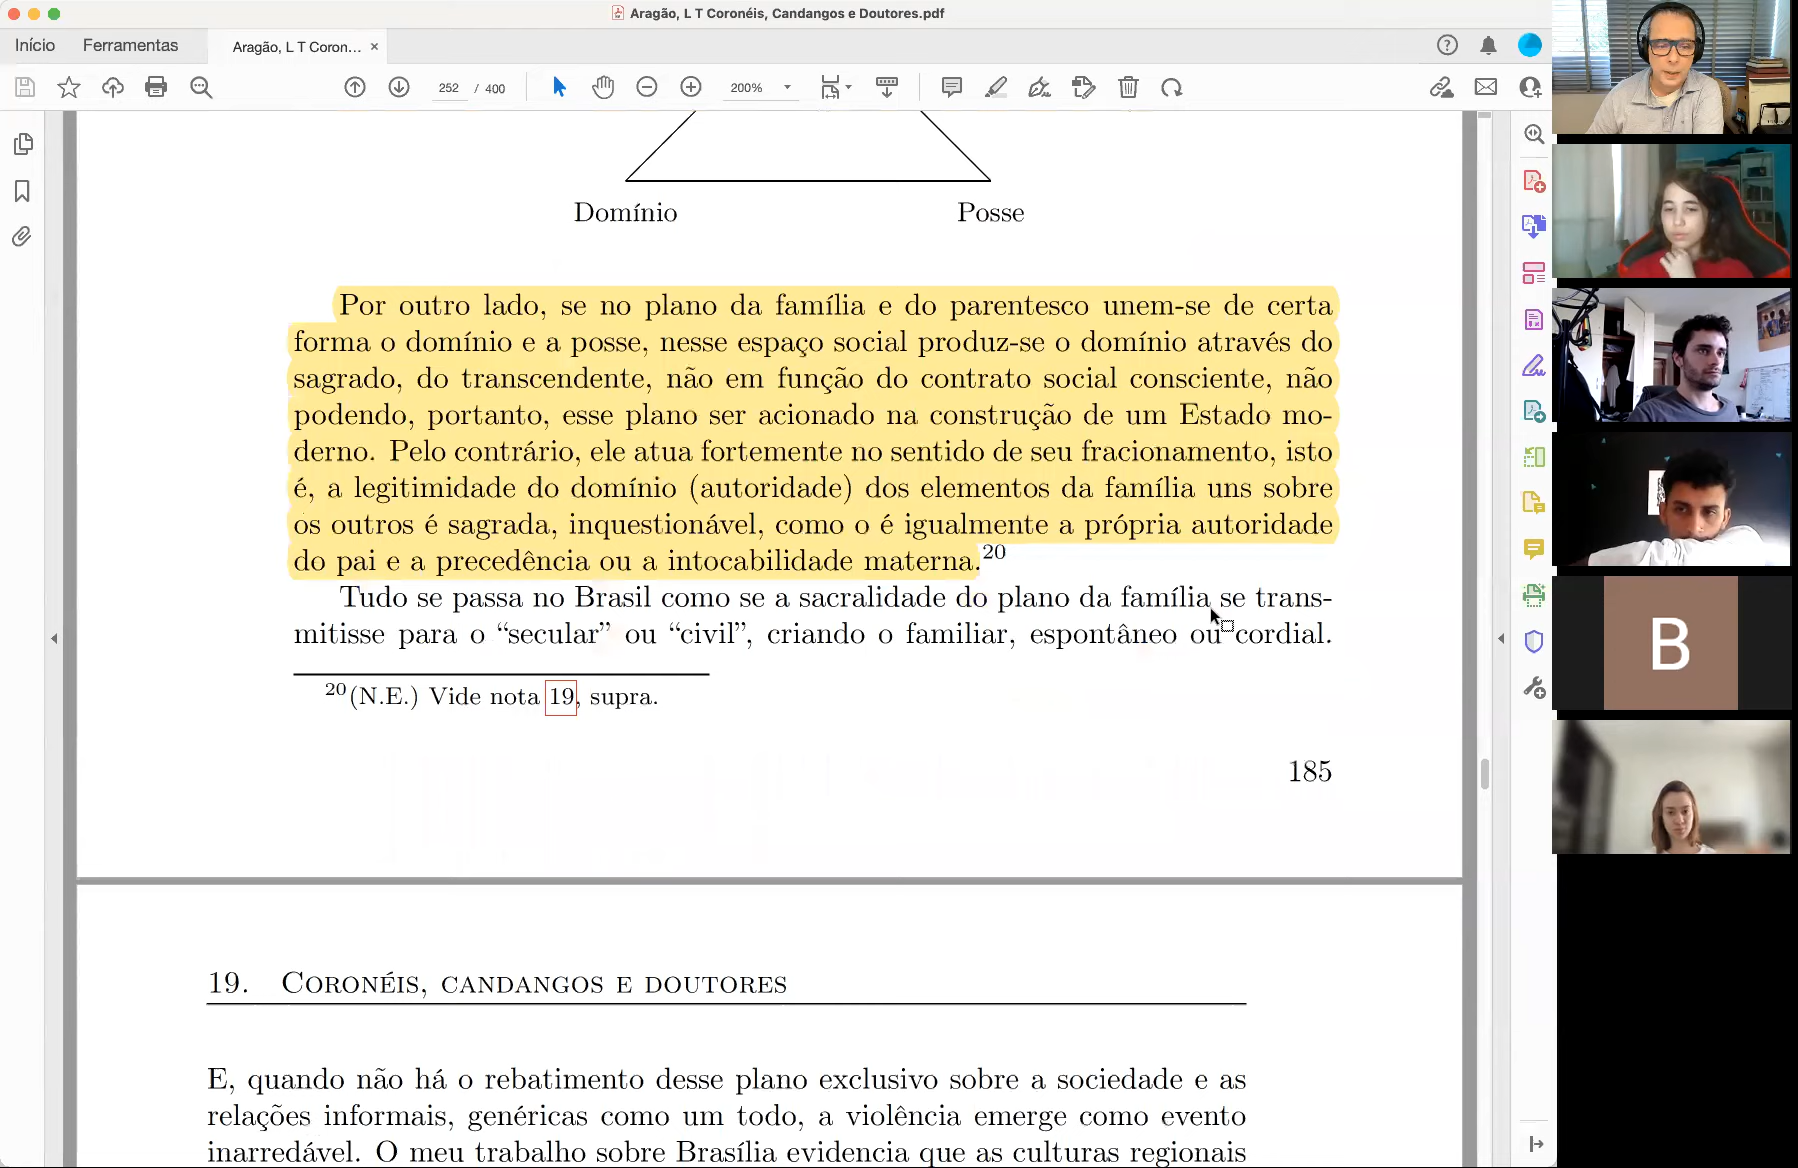 Aragão, L T Coronéis, Candangos e Doutores.pdf
Início Ferramentas Aragão, L T Coron... ×
252 / 400 200%
Domínio Posse
Por outro lado, se no plano da família e do parentesco unem-se de certa
forma o domínio e a posse, nesse espaço social produz-se o domínio através do
sagrado, do transcendente, não em função do contrato social consciente, não
podendo, portanto, esse plano ser acionado na construção de um Estado mo-
derno. Pelo contrário, ele atua fortemente no sentido de seu fracionamento, isto
é, a legitimidade do domínio (autoridade) dos elementos da família uns sobre
os outros é sagrada, inquestionável, como o é igualmente a própria autoridade
do pai e a precedência ou a intocabilidade materna.20
Tudo se passa no Brasil como se a sacralidade do plano da família se trans-
mitisse para o “secular” ou “civil”, criando o familiar, espontâneo ou cordial.
20(N.E.) Vide nota 19, supra.
185
19. Coronéis, candangos e doutores
E, quando não há o rebatimento desse plano exclusivo sobre a sociedade e as
relações informais, genéricas como um todo, a violência emerge como evento
inarredável. O meu trabalho sobre Brasília evidencia que as culturas regionais
B